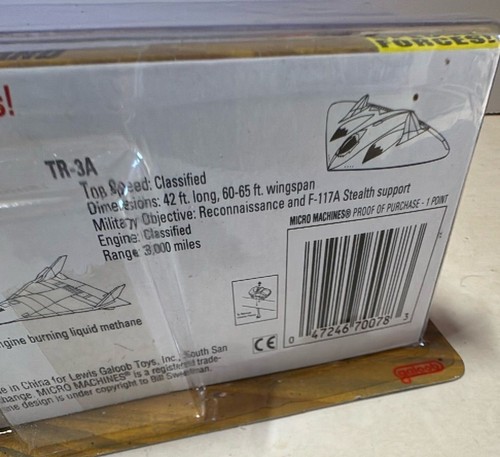 FORCES!
s!
TR-3A
Top Speed: Classified
Dimensions: 42 ft. long, 60-65 ft. wingspan
Military Objective: Reconnaissance and F-117A Stealth support
Engine: Classified
Range: 3,000 miles
MICRO MACHINES® PROOF OF PURCHASE - 1 POINT
0 47246 70078 3
CE
ngine burning liquid methane
e in China for Lewis Galoob Toys, Inc., South San
change. MICRO MACHINES® is a registered trade-
ne design is under copyright to Bill Sweetman.
galoob